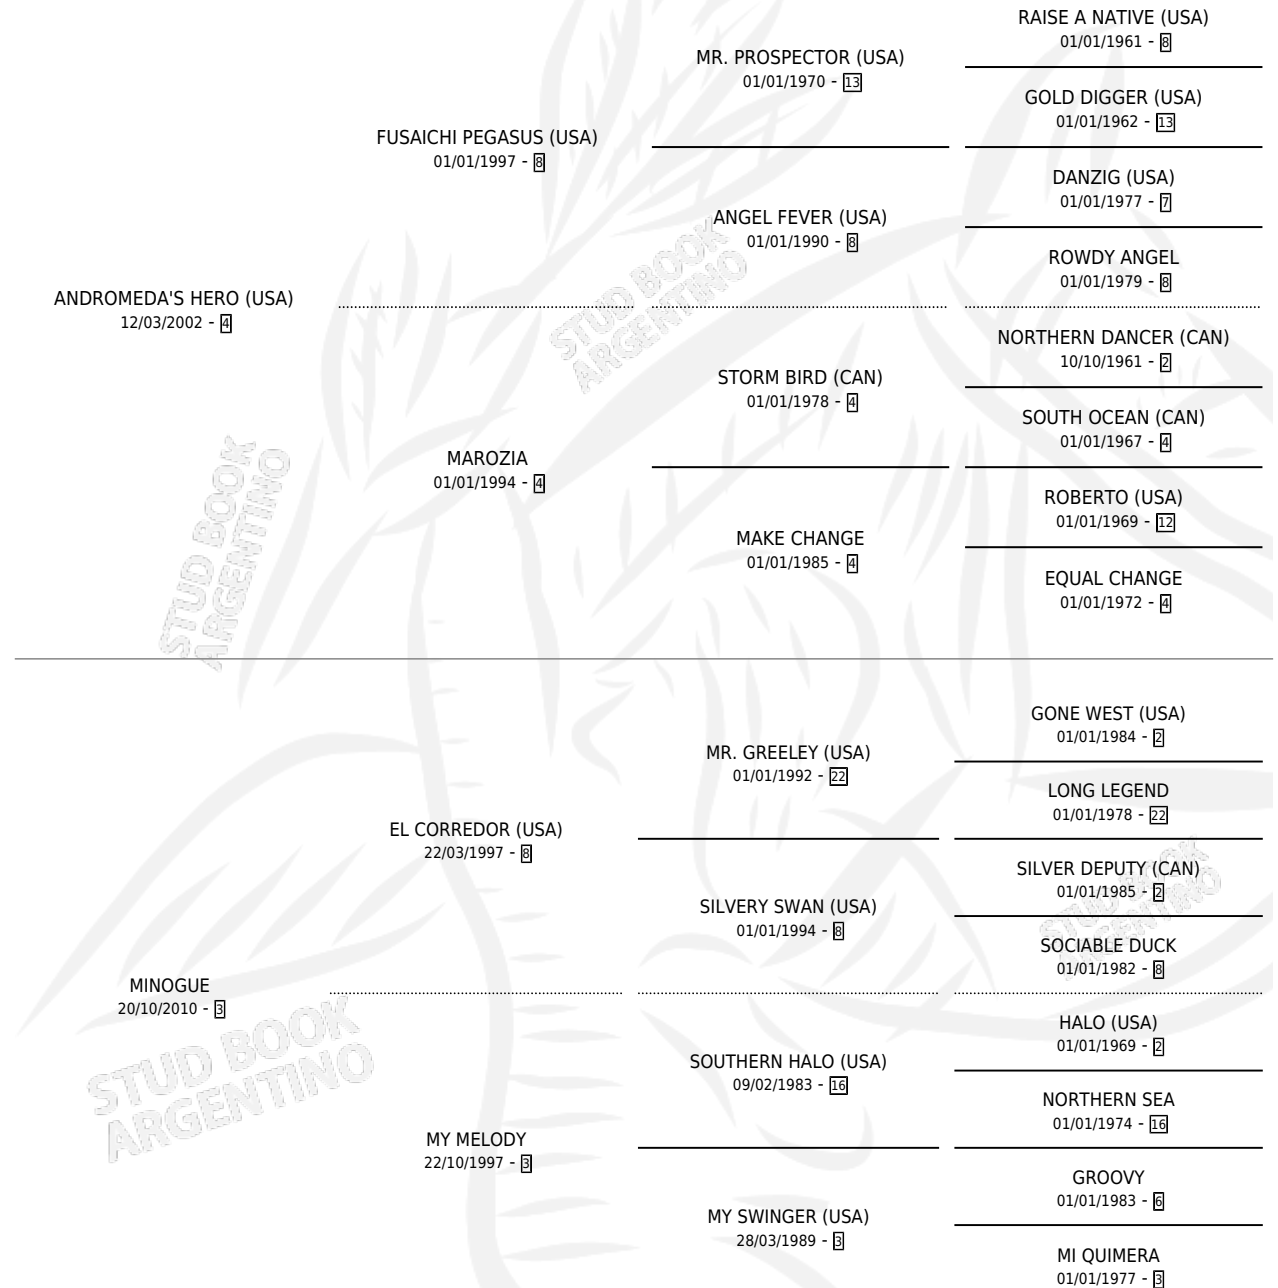 RAISE A NATIVE (USA)
01/01/1961 - 8
MR. PROSPECTOR (USA)
01/01/1970 - 13
GOLD DIGGER (USA)
01/01/1962 - 13
FUSAICHI PEGASUS (USA)
01/01/1997 - 8
DANZIG (USA)
01/01/1977 - 7
ANGEL FEVER (USA)
01/01/1990 - 8
ROWDY ANGEL
01/01/1979 - 8
ANDROMEDA'S HERO (USA)
12/03/2002 - 4
NORTHERN DANCER (CAN)
10/10/1961 - 2
STORM BIRD (CAN)
01/01/1978 - 4
SOUTH OCEAN (CAN)
01/01/1967 - 4
MAROZIA
01/01/1994 - 4
ROBERTO (USA)
01/01/1969 - 12
MAKE CHANGE
01/01/1985 - 4
EQUAL CHANGE
01/01/1972 - 4
GONE WEST (USA)
01/01/1984 - 2
MR. GREELEY (USA)
01/01/1992 - 22
LONG LEGEND
01/01/1978 - 22
EL CORREDOR (USA)
22/03/1997 - 8
SILVER DEPUTY (CAN)
01/01/1985 - 2
SILVERY SWAN (USA)
01/01/1994 - 8
SOCIABLE DUCK
01/01/1982 - 8
MINOGUE
20/10/2010 - 3
HALO (USA)
01/01/1969 - 2
SOUTHERN HALO (USA)
09/02/1983 - 16
NORTHERN SEA
01/01/1974 - 16
MY MELODY
22/10/1997 - 3
GROOVY
01/01/1983 - 6
MY SWINGER (USA)
28/03/1989 - 3
MI QUIMERA
01/01/1977 - 3
STUD BOOK
ARGENTINO
STUD BOOK
ARGENTINO
STUD BOOK
ARGENTINO
STUD BOOK
ARGENTINO